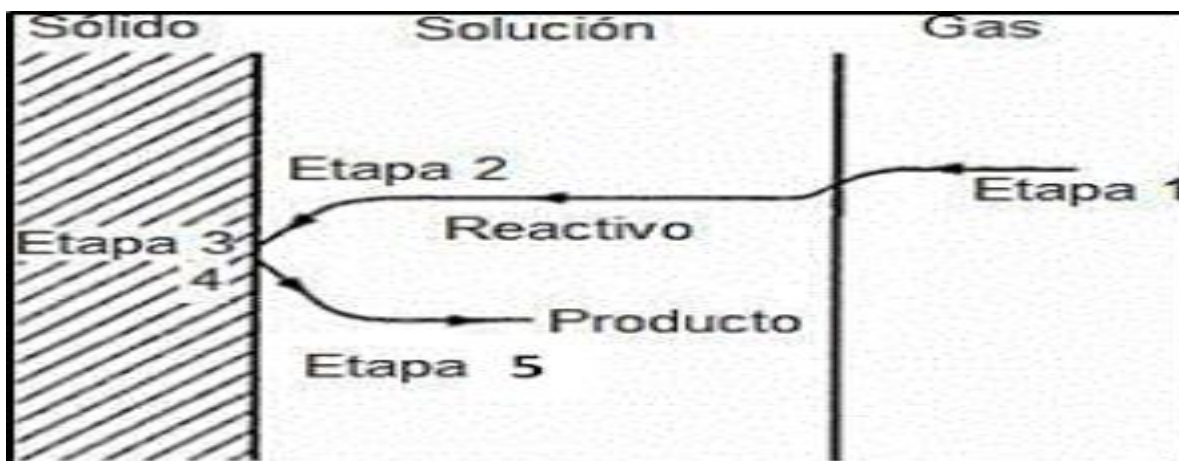 Sólido Solución Gas
Etapa 2
Etapa 1
Reactivo
Etapa 3
4
Producto
Etapa 5